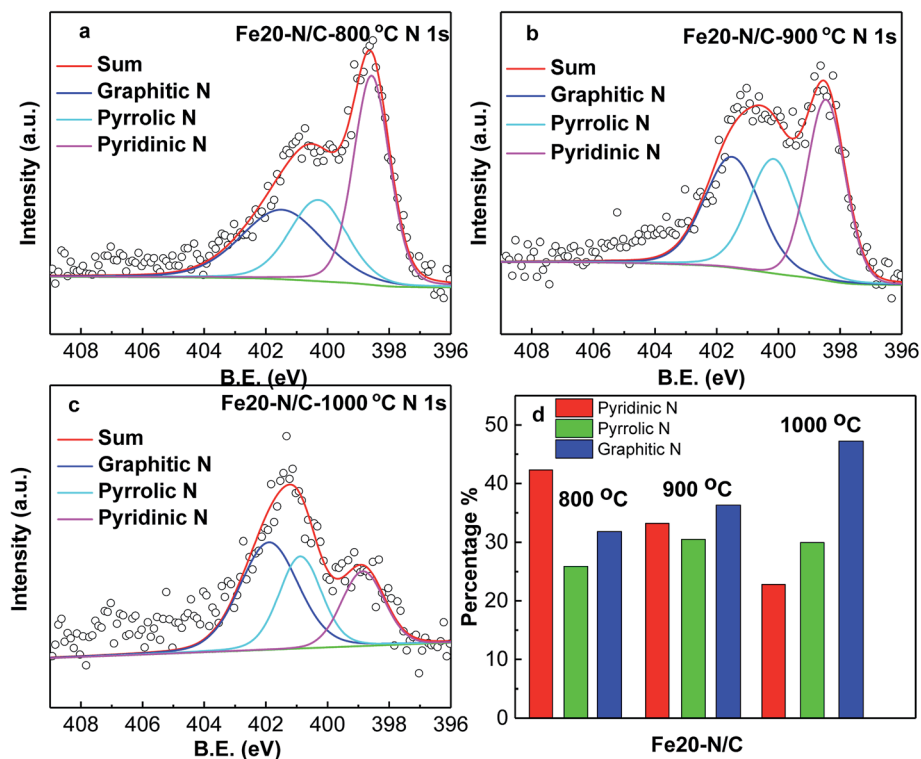 a
Fe20-N/C-800 °C N 1s
Sum
Graphitic N
Pyrrolic N
Pyridinic N
Intensity (a.u.)
408 406 404 402 400 398 396
B.E. (eV)
b
Fe20-N/C-900 °C N 1s
Sum
Graphitic N
Pyrrolic N
Pyridinic N
Intensity (a.u.)
408 406 404 402 400 398 396
B.E. (eV)
c
Fe20-N/C-1000 °C N 1s
Sum
Graphitic N
Pyrrolic N
Pyridinic N
Intensity (a.u.)
408 406 404 402 400 398 396
B.E. (eV)
d
Pyridinic N
Pyrrolic N
Graphitic N
800 °C
900 °C
1000 °C
Percentage %
50
40
30
20
10
0
Fe20-N/C